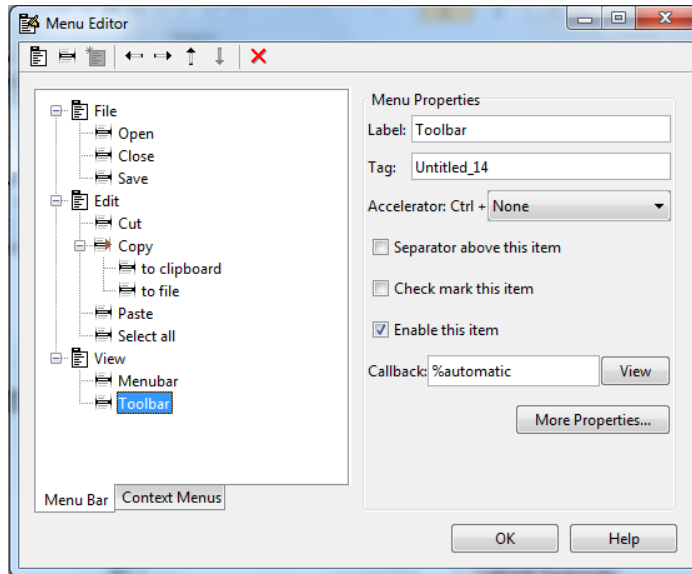 Menu Editor
File
Open
Close
Save
Edit
Cut
Copy
to clipboard
to file
Paste
Select all
View
Menubar
Toolbar
Menu Bar
Context Menus
Menu Properties
Label: Toolbar
Tag: Untitled_14
Accelerator: Ctrl + None
Separator above this item
Check mark this item
Enable this item
Callback: %automatic View
More Properties...
OK Help